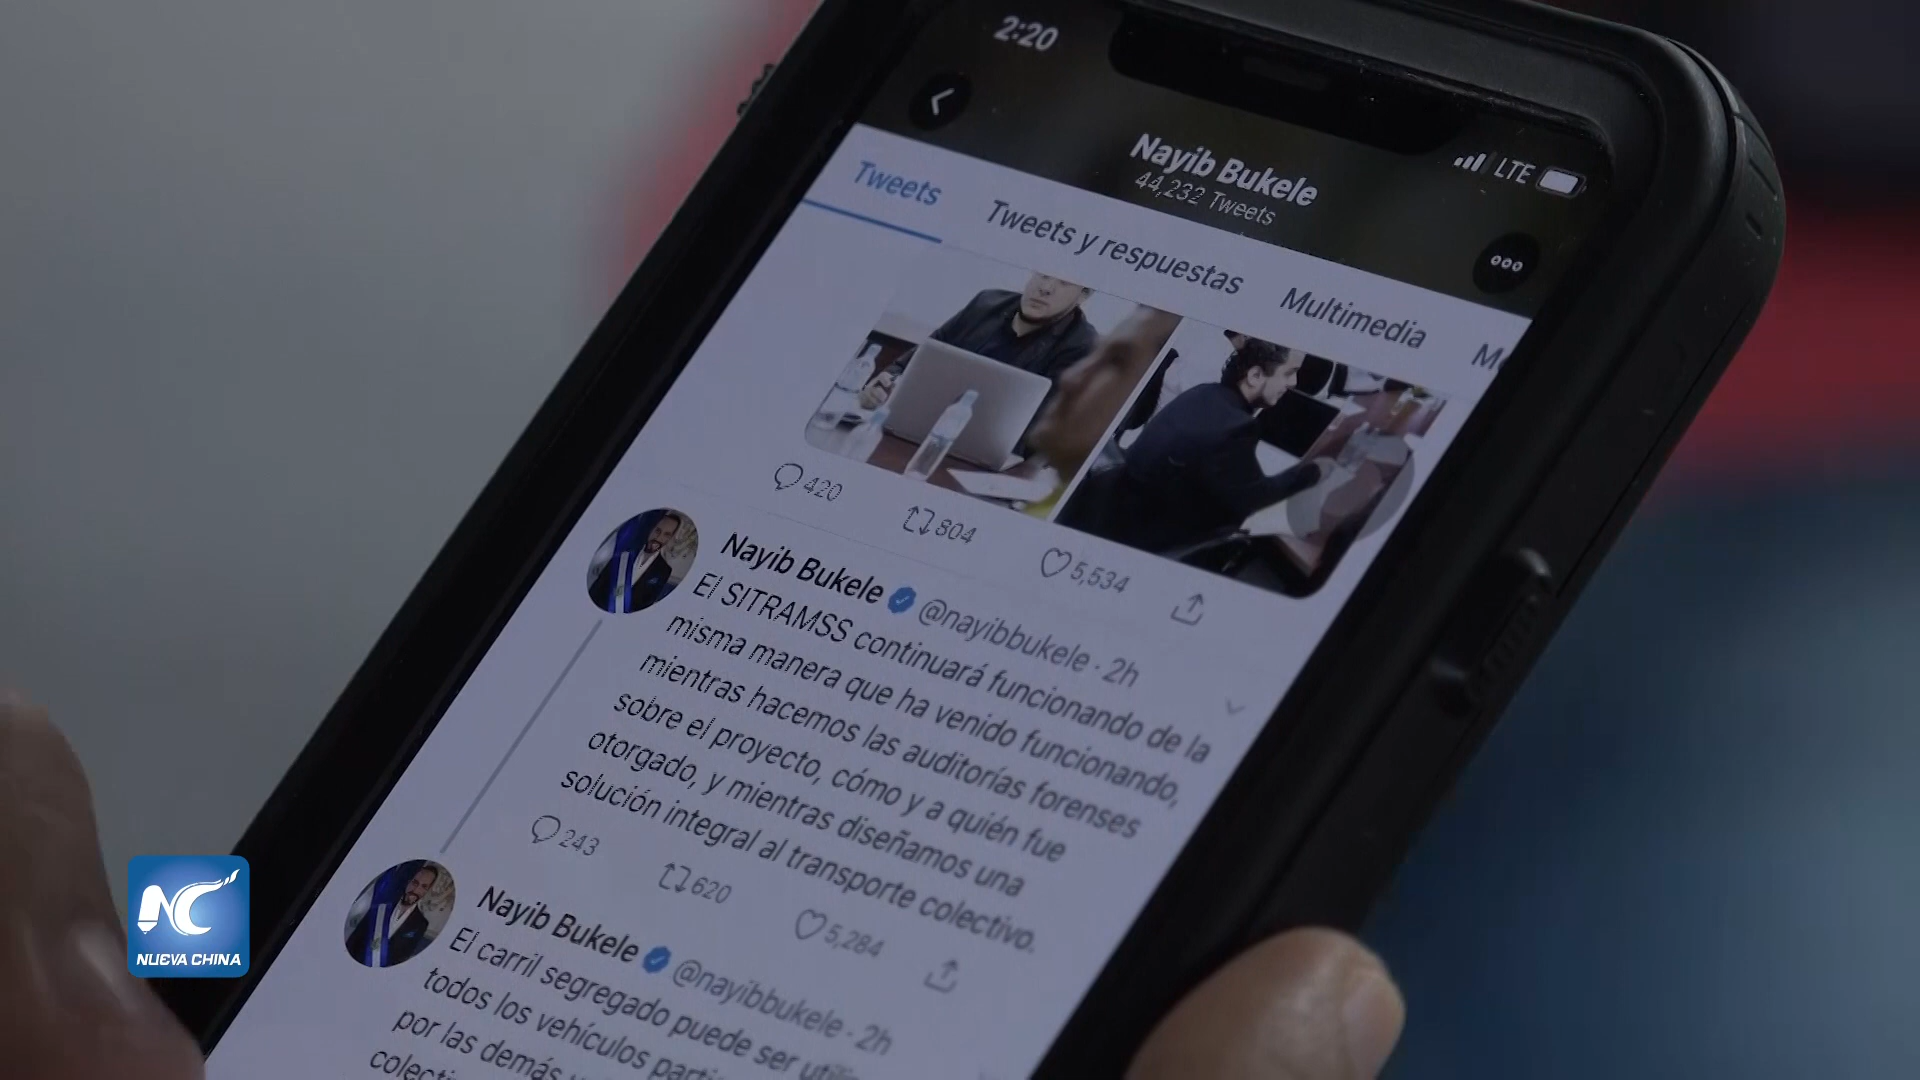 2:20
LTE
Nayib Bukele
44,232 Tweets
Tweets
Tweets y respuestas
Multimedia
M
420
804
5,534
Nayib Bukele @nayibbukele · 2h
El SITRAMSS continuará funcionando de la
misma manera que ha venido funcionando,
mientras hacemos las auditorías forenses
sobre el proyecto, cómo y a quién fue
otorgado, y mientras diseñamos una
solución integral al transporte colectivo.
243
620
5,284
Nayib Bukele @nayibbukele · 2h
El carril segregado puede ser
todos los vehículos
por las demás
NC
NUEVA CHINA